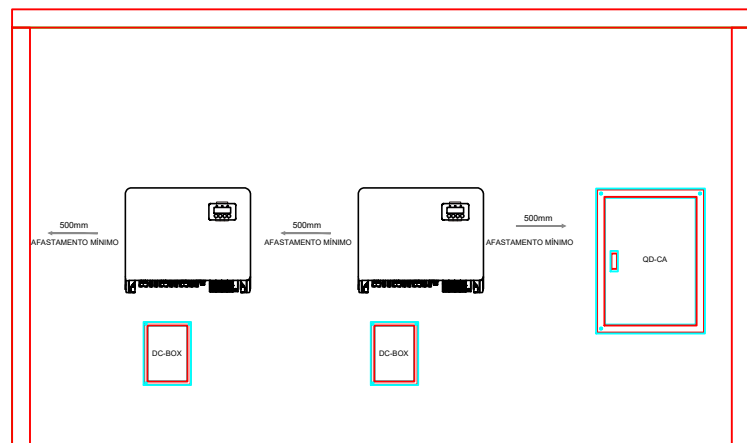 500mm
AFASTAMENTO MÍNIMO
500mm
AFASTAMENTO MÍNIMO
500mm
AFASTAMENTO MÍNIMO
QD-CA
DC-BOX
DC-BOX